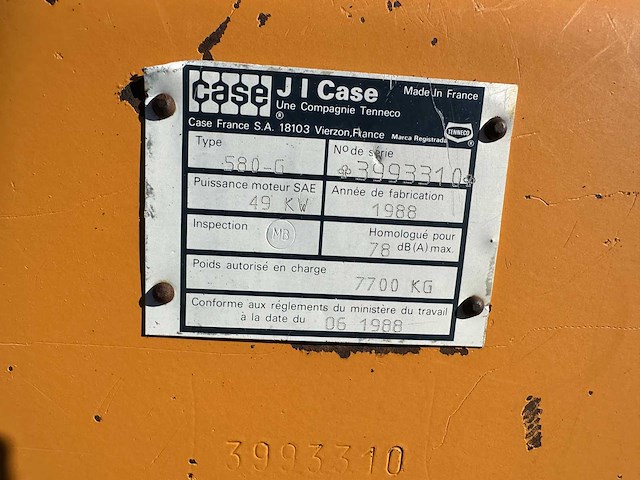 case J I Case Made In France
Une Compagnie Tenneco
®
Case France S.A. 18103 Vierzon, France Marca Registrada TENNECO ®
Type 580-G
No de série 3993310
Puissance moteur SAE 49 KW
Année de fabrication 1988
Inspection MB
Homologué pour 78 dB(A) max.
Poids autorisé en charge
7700 KG
Conforme aux réglements du ministère du travail
à la date du 06 1988
3993310